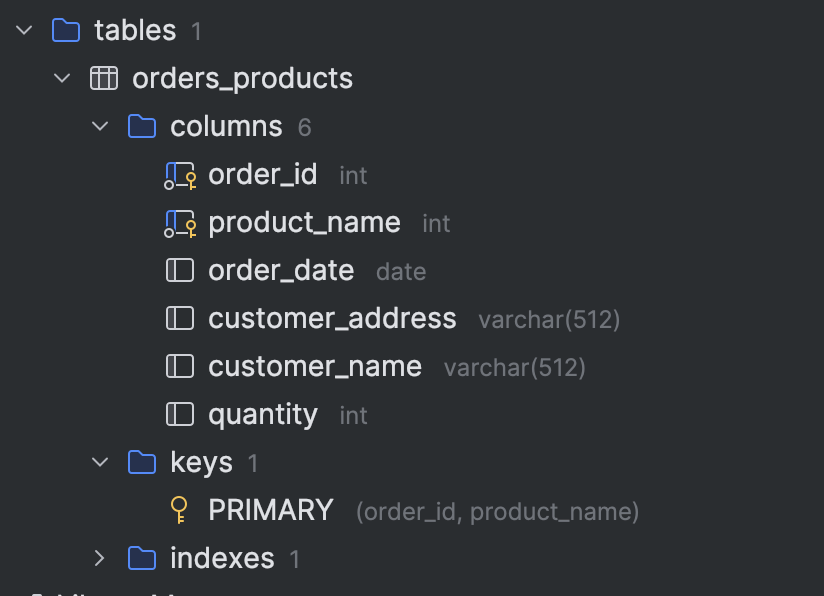 tables 1
orders_products
columns 6
order_id int
product_name int
order_date date
customer_address varchar(512)
customer_name varchar(512)
quantity int
keys 1
PRIMARY (order_id, product_name)
indexes 1